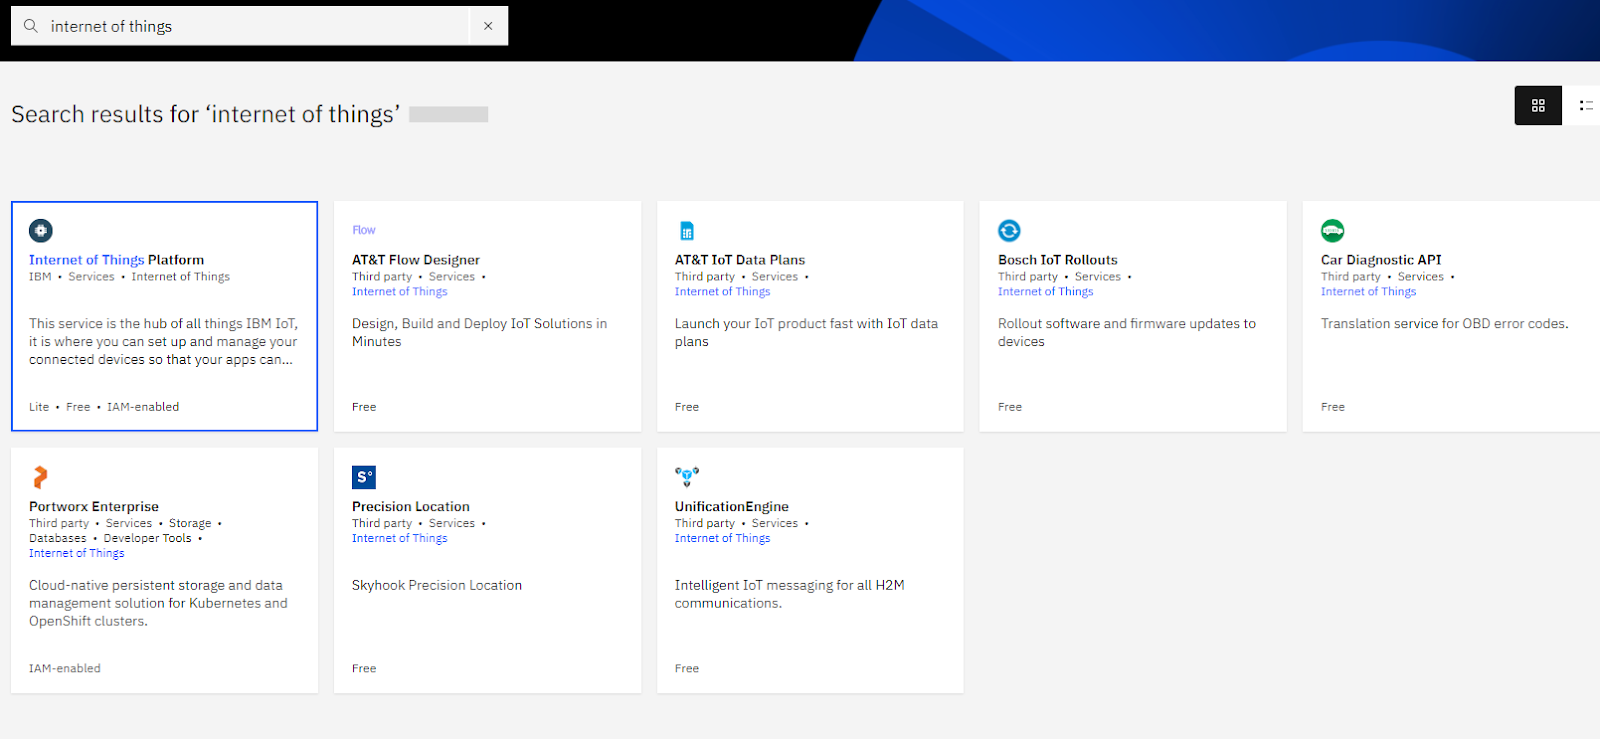 internet of things
Search results for ‘internet of things’
Internet of Things Platform
IBM • Services • Internet of Things
This service is the hub of all things IBM IoT,
it is where you can set up and manage your
connected devices so that your apps can...
Lite • Free • IAM-enabled
Flow
AT&T Flow Designer
Third party • Services •
Internet of Things
Design, Build and Deploy IoT Solutions in
Minutes
Free
AT&T IoT Data Plans
Third party • Services •
Internet of Things
Launch your IoT product fast with IoT data
plans
Free
Bosch IoT Rollouts
Third party • Services •
Internet of Things
Rollout software and firmware updates to
devices
Free
Car Diagnostic API
Third party • Services •
Internet of Things
Translation service for OBD error codes.
Free
Portworx Enterprise
Third party • Services • Storage •
Databases • Developer Tools •
Internet of Things
Cloud-native persistent storage and data
management solution for Kubernetes and
OpenShift clusters.
IAM-enabled
S°
Precision Location
Third party • Services •
Internet of Things
Skyhook Precision Location
Free
UnificationEngine
Third party • Services •
Internet of Things
Intelligent IoT messaging for all H2M
communications.
Free